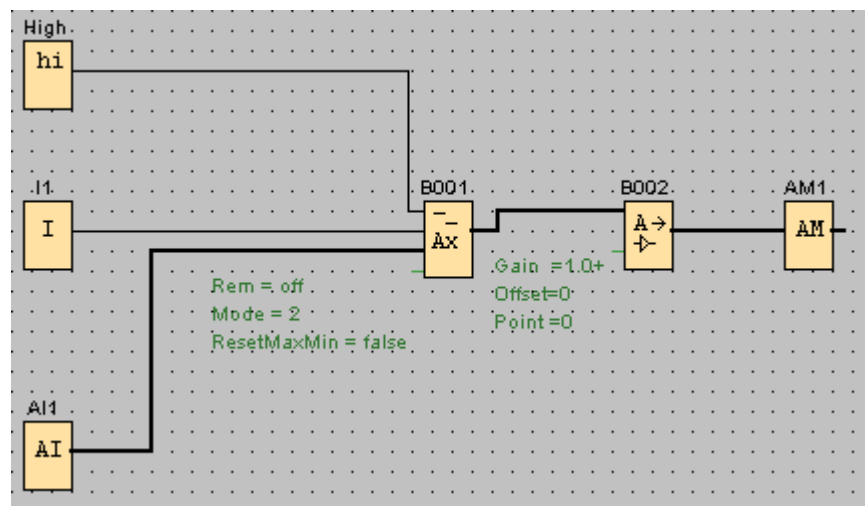 High
hi
I1
I
B001
Ax
B002
A→
AM1
AM
Rem = off
Mode = 2
ResetMaxMin = false
Gain =1.0+
Offset=0
Point=0
AI1
AI